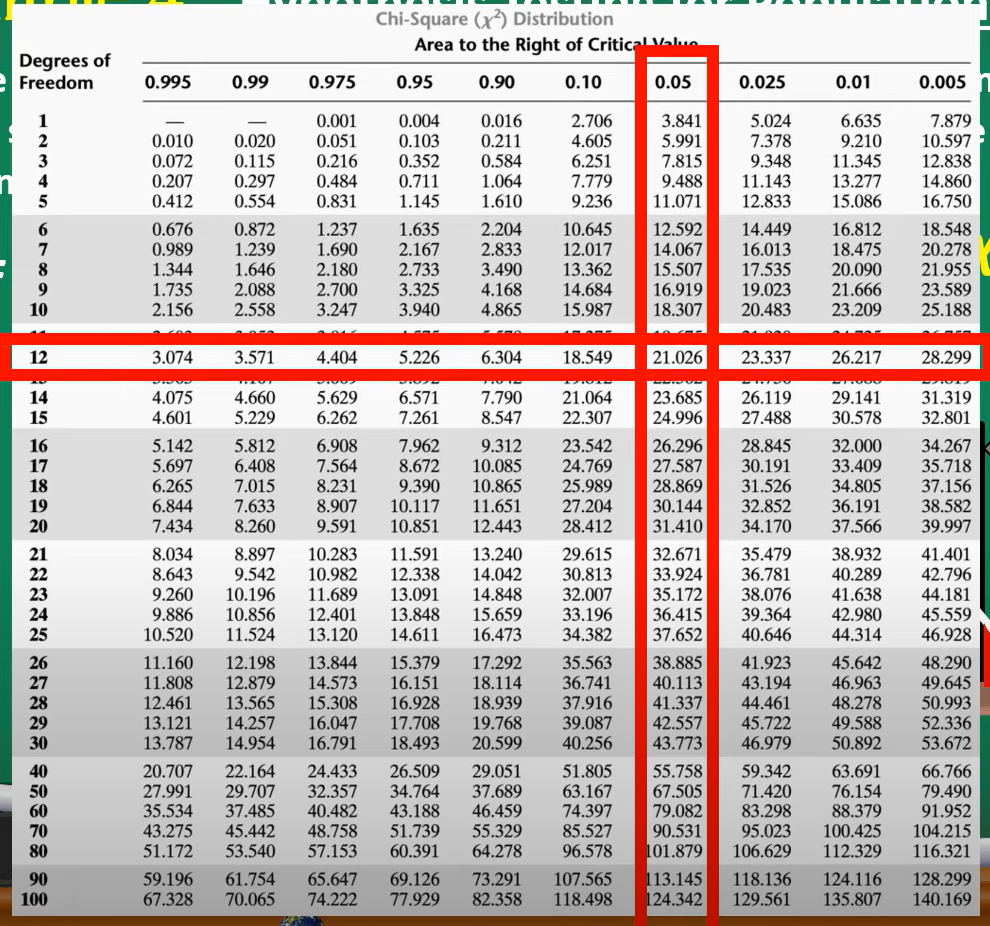 Chi-Square (χ²) Distribution
Area to the Right of Critical Value
Degrees of
Freedom 0.995 0.99 0.975 0.95 0.90 0.10 0.05 0.025 0.01 0.005
1 — — 0.001 0.004 0.016 2.706 3.841 5.024 6.635 7.879
2 0.010 0.020 0.051 0.103 0.211 4.605 5.991 7.378 9.210 10.597
3 0.072 0.115 0.216 0.352 0.584 6.251 7.815 9.348 11.345 12.838
4 0.207 0.297 0.484 0.711 1.064 7.779 9.488 11.143 13.277 14.860
5 0.412 0.554 0.831 1.145 1.610 9.236 11.071 12.833 15.086 16.750
6 0.676 0.872 1.237 1.635 2.204 10.645 12.592 14.449 16.812 18.548
7 0.989 1.239 1.690 2.167 2.833 12.017 14.067 16.013 18.475 20.278
8 1.344 1.646 2.180 2.733 3.490 13.362 15.507 17.535 20.090 21.955
9 1.735 2.088 2.700 3.325 4.168 14.684 16.919 19.023 21.666 23.589
10 2.156 2.558 3.247 3.940 4.865 15.987 18.307 20.483 23.209 25.188
12 3.074 3.571 4.404 5.226 6.304 18.549 21.026 23.337 26.217 28.299
14 4.075 4.660 5.629 6.571 7.790 21.064 23.685 26.119 29.141 31.319
15 4.601 5.229 6.262 7.261 8.547 22.307 24.996 27.488 30.578 32.801
16 5.142 5.812 6.908 7.962 9.312 23.542 26.296 28.845 32.000 34.267
17 5.697 6.408 7.564 8.672 10.085 24.769 27.587 30.191 33.409 35.718
18 6.265 7.015 8.231 9.390 10.865 25.989 28.869 31.526 34.805 37.156
19 6.844 7.633 8.907 10.117 11.651 27.204 30.144 32.852 36.191 38.582
20 7.434 8.260 9.591 10.851 12.443 28.412 31.410 34.170 37.566 39.997
21 8.034 8.897 10.283 11.591 13.240 29.615 32.671 35.479 38.932 41.401
22 8.643 9.542 10.982 12.338 14.042 30.813 33.924 36.781 40.289 42.796
23 9.260 10.196 11.689 13.091 14.848 32.007 35.172 38.076 41.638 44.181
24 9.886 10.856 12.401 13.848 15.659 33.196 36.415 39.364 42.980 45.559
25 10.520 11.524 13.120 14.611 16.473 34.382 37.652 40.646 44.314 46.928
26 11.160 12.198 13.844 15.379 17.292 35.563 38.885 41.923 45.642 48.290
27 11.808 12.879 14.573 16.151 18.114 36.741 40.113 43.194 46.963 49.645
28 12.461 13.565 15.308 16.928 18.939 37.916 41.337 44.461 48.278 50.993
29 13.121 14.257 16.047 17.708 19.768 39.087 42.557 45.722 49.588 52.336
30 13.787 14.954 16.791 18.493 20.599 40.256 43.773 46.979 50.892 53.672
40 20.707 22.164 24.433 26.509 29.051 51.805 55.758 59.342 63.691 66.766
50 27.991 29.707 32.357 34.764 37.689 63.167 67.505 71.420 76.154 79.490
60 35.534 37.485 40.482 43.188 46.459 74.397 79.082 83.298 88.379 91.952
70 43.275 45.442 48.758 51.739 55.329 85.527 90.531 95.023 100.425 104.215
80 51.172 53.540 57.153 60.391 64.278 96.578 101.879 106.629 112.329 116.321
90 59.196 61.754 65.647 69.126 73.291 107.565 113.145 118.136 124.116 128.299
100 67.328 70.065 74.222 77.929 82.358 118.498 124.342 129.561 135.807 140.169